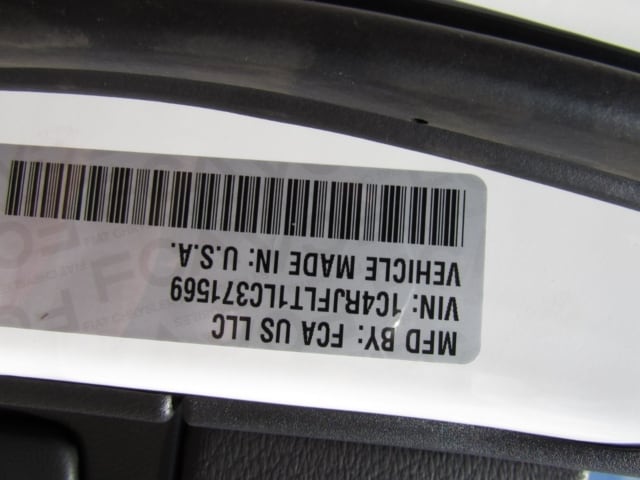 MFD BY: FCA US LLC
VIN: 1C4RJFLT1LC371569
VEHICLE MADE IN: U.S.A.